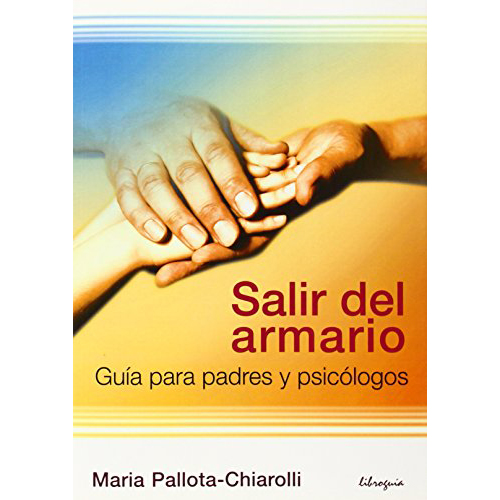 Salir del
armario
Guía para padres y psicólogos
Maria Pallota-Chiarolli
libroguía